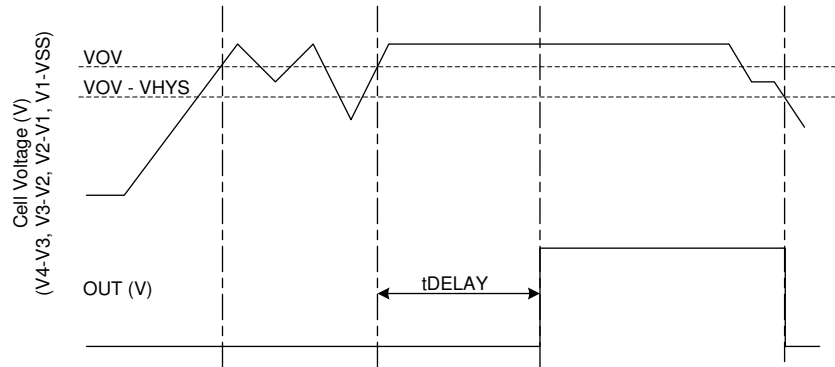 Cell Voltage (V)
(V4-V3, V3-V2, V2-V1, V1-VSS)
VOV
VOV - VHYS
OUT (V)
tDELAY